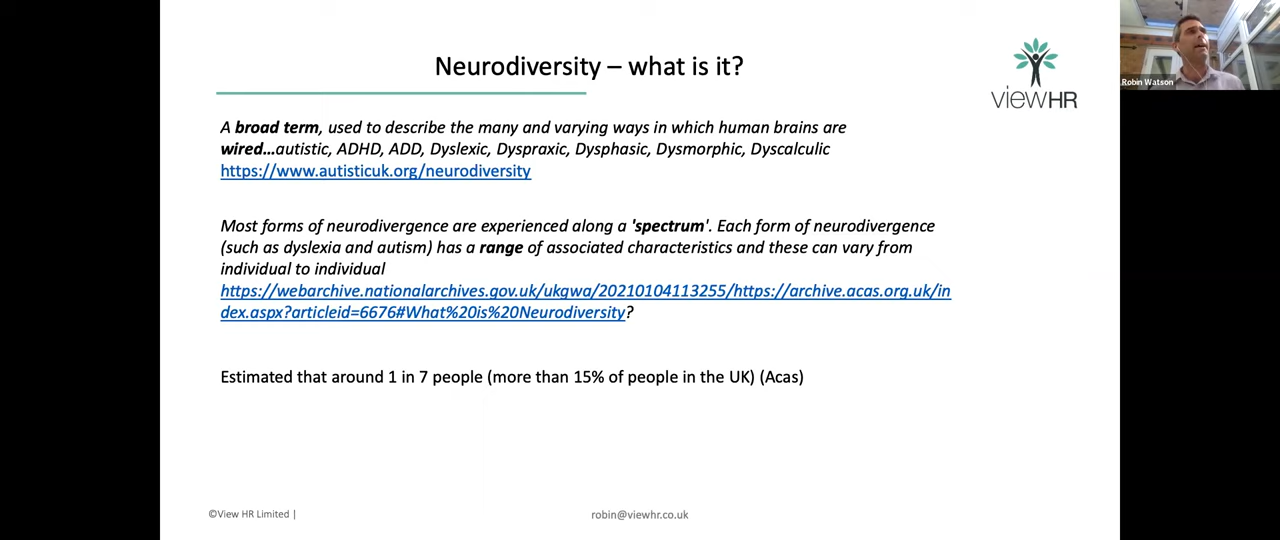 Neurodiversity – what is it?
viewHR
Robin Watson
A broad term, used to describe the many and varying ways in which human brains are
wired...autistic, ADHD, ADD, Dyslexic, Dyspraxic, Dysphasic, Dysmorphic, Dyscalculic
https://www.autisticuk.org/neurodiversity
Most forms of neurodivergence are experienced along a 'spectrum'. Each form of neurodivergence
(such as dyslexia and autism) has a range of associated characteristics and these can vary from
individual to individual
https://webarchive.nationalarchives.gov.uk/ukgwa/20210104113255/https://archive.acas.org.uk/in
dex.aspx?articleid=6676#What%20is%20Neurodiversity?
Estimated that around 1 in 7 people (more than 15% of people in the UK) (Acas)
©View HR Limited |
robin@viewhr.co.uk